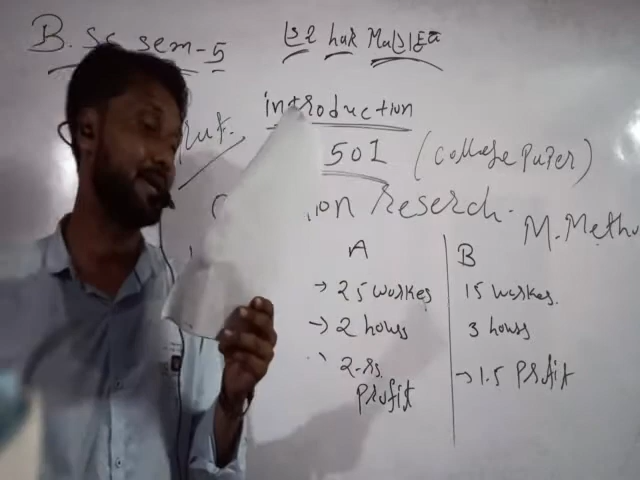 B. Sc sem-5
introduction
501 (College Paper)
ion Reserch.
M. Meth
A B
→ 25 workes 15 workes.
→ 2 hours 3 hours
2-rs. → 1.5 Profit
Profit